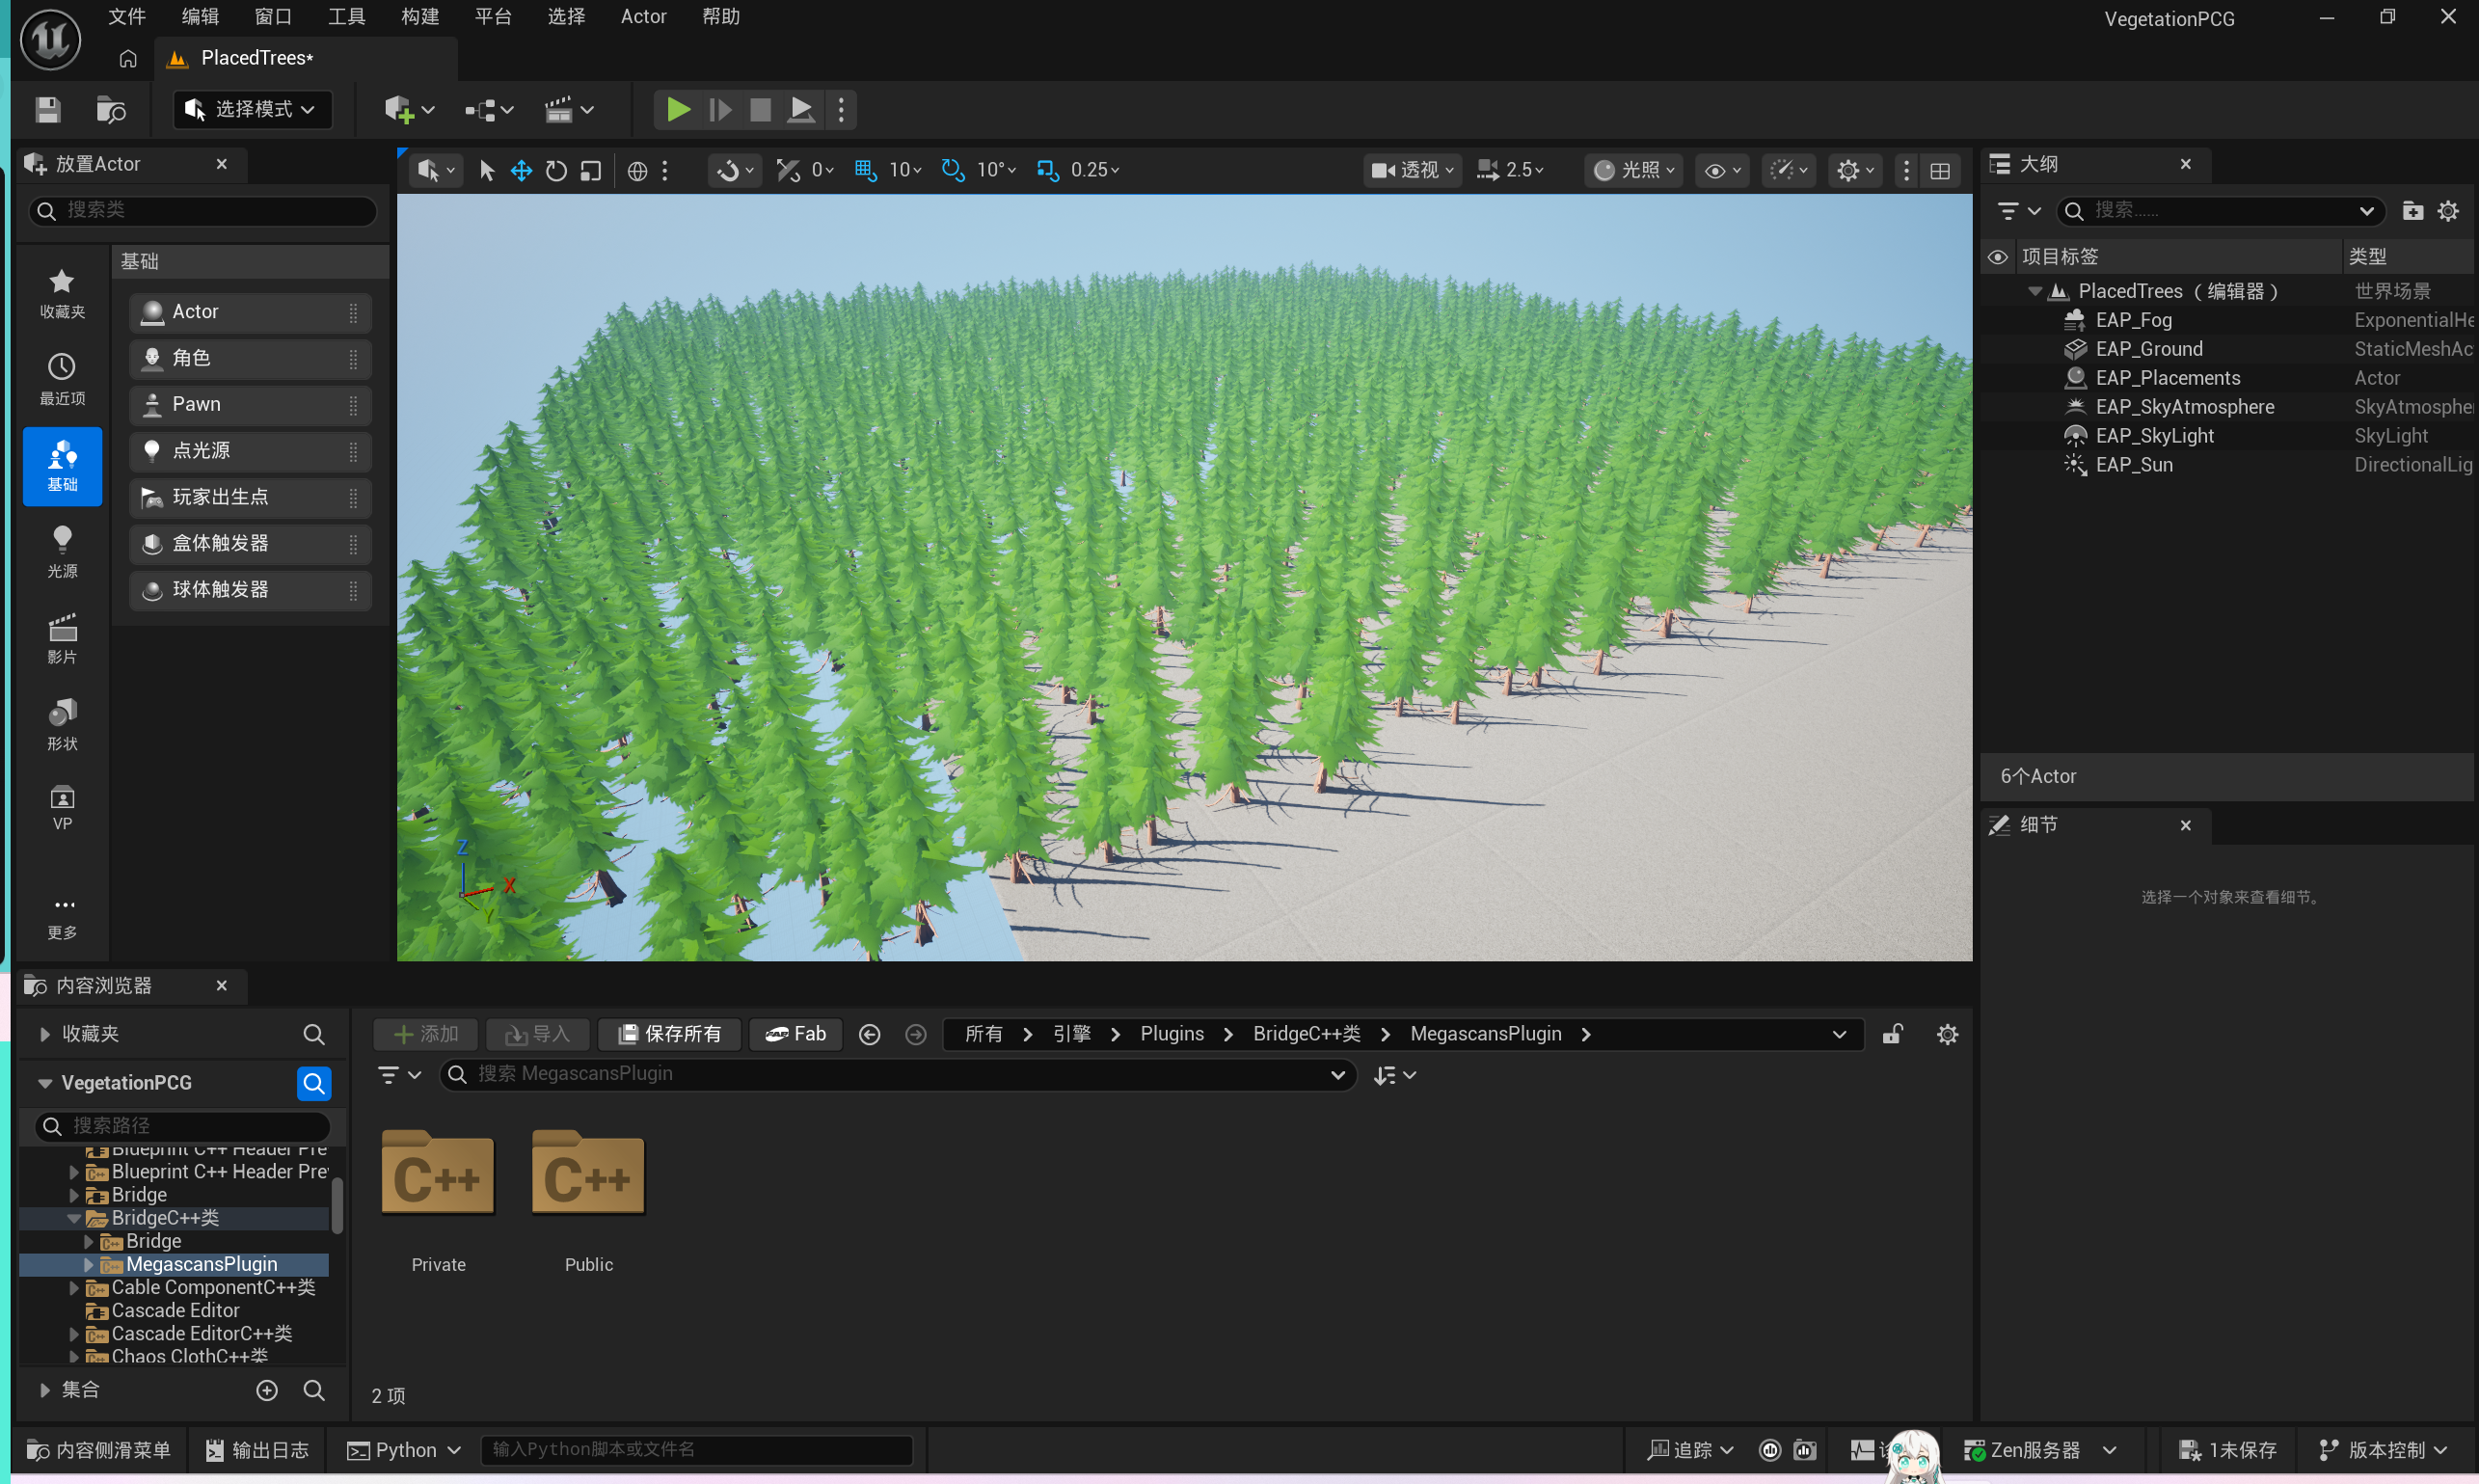 文件 编辑 窗口 工具 构建 平台 选择 Actor 帮助
VegetationPCG
PlacedTrees*
选择模式
放置Actor
搜索类
基础
收藏夹
最近项
基础
光源
影片
形状
VP
更多
Actor
角色
Pawn
点光源
玩家出生点
盒体触发器
球体触发器
0 10 10° 0.25
透视 2.5 光照
Z
X
Y
大纲
搜索......
项目标签 类型
PlacedTrees（编辑器） 世界场景
EAP_Fog ExponentialHe
EAP_Ground StaticMeshAc
EAP_Placements Actor
EAP_SkyAtmosphere SkyAtmosphe
EAP_SkyLight SkyLight
EAP_Sun DirectionalLig
6个Actor
细节
选择一个对象来查看细节。
内容浏览器
收藏夹
VegetationPCG
搜索路径
Blueprint C++ Header Pre
Blueprint C++ Header Pre
Bridge
BridgeC++类
Bridge
MegascansPlugin
Cable ComponentC++类
Cascade Editor
Cascade EditorC++类
Chaos ClothC++类
集合
添加 导入 保存所有 Fab
所有 引擎 Plugins BridgeC++类 MegascansPlugin
搜索 MegascansPlugin
C++ C++
Private Public
2 项
内容侧滑菜单 输出日志 Python 输入Python脚本或文件名
追踪 Zen服务器 1未保存 版本控制